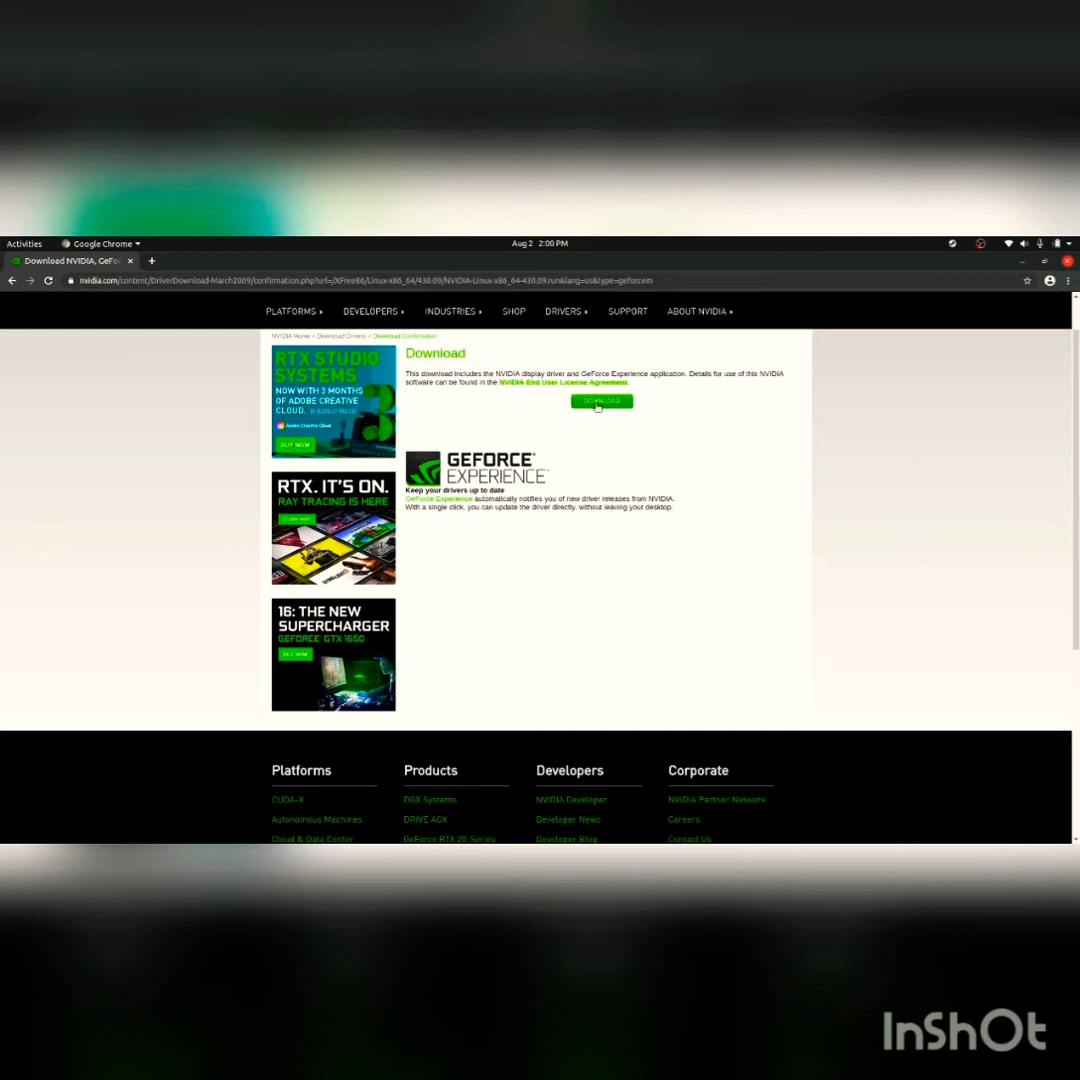 Activities Google Chrome Aug 2 2:00 PM
Download NVIDIA, GeFor
nvidia.com/content/DriverDownload-March2009/confirmation.php?url=/XFree86/Linux-x86_64/430.09/NVIDIA-Linux-x86_64-430.09.run&lang=us&type=geforcem
PLATFORMS DEVELOPERS INDUSTRIES SHOP DRIVERS SUPPORT ABOUT NVIDIA
NVIDIA Home > Download Drivers > Download Confirmation
RTX STUDIO
SYSTEMS
NOW WITH 3 MONTHS
OF ADOBE CREATIVE
CLOUD.
Adobe Creative Cloud
BUY NOW
Download
This download includes the NVIDIA display driver and GeForce Experience application. Details for use of this NVIDIA
software can be found in the NVIDIA End User License Agreement.
DOWNLOAD
GEFORCE
EXPERIENCE
Keep your drivers up to date
GeForce Experience automatically notifies you of new driver releases from NVIDIA.
With a single click, you can update the driver directly, without leaving your desktop.
RTX. IT'S ON.
RAY TRACING IS HERE
LEARN MORE
16: THE NEW
SUPERCHARGER
GEFORCE GTX 1650
BUY NOW
Platforms Products Developers Corporate
CUDA-X DGX Systems NVIDIA Developer NVIDIA Partner Network
Autonomous Machines DRIVE AGX Developer News Careers
Cloud & Data Center GeForce RTX 20-Series Developer Blog Contact Us
InShOt